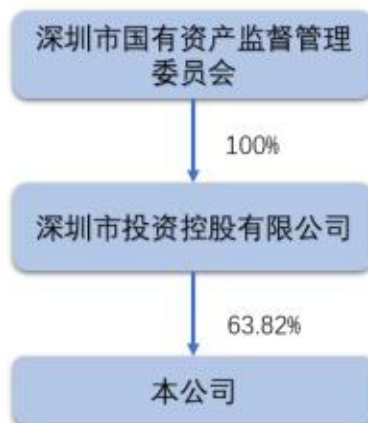 深圳市国有资产监督管理
委员会
100%
深圳市投资控股有限公司
63.82%
本公司